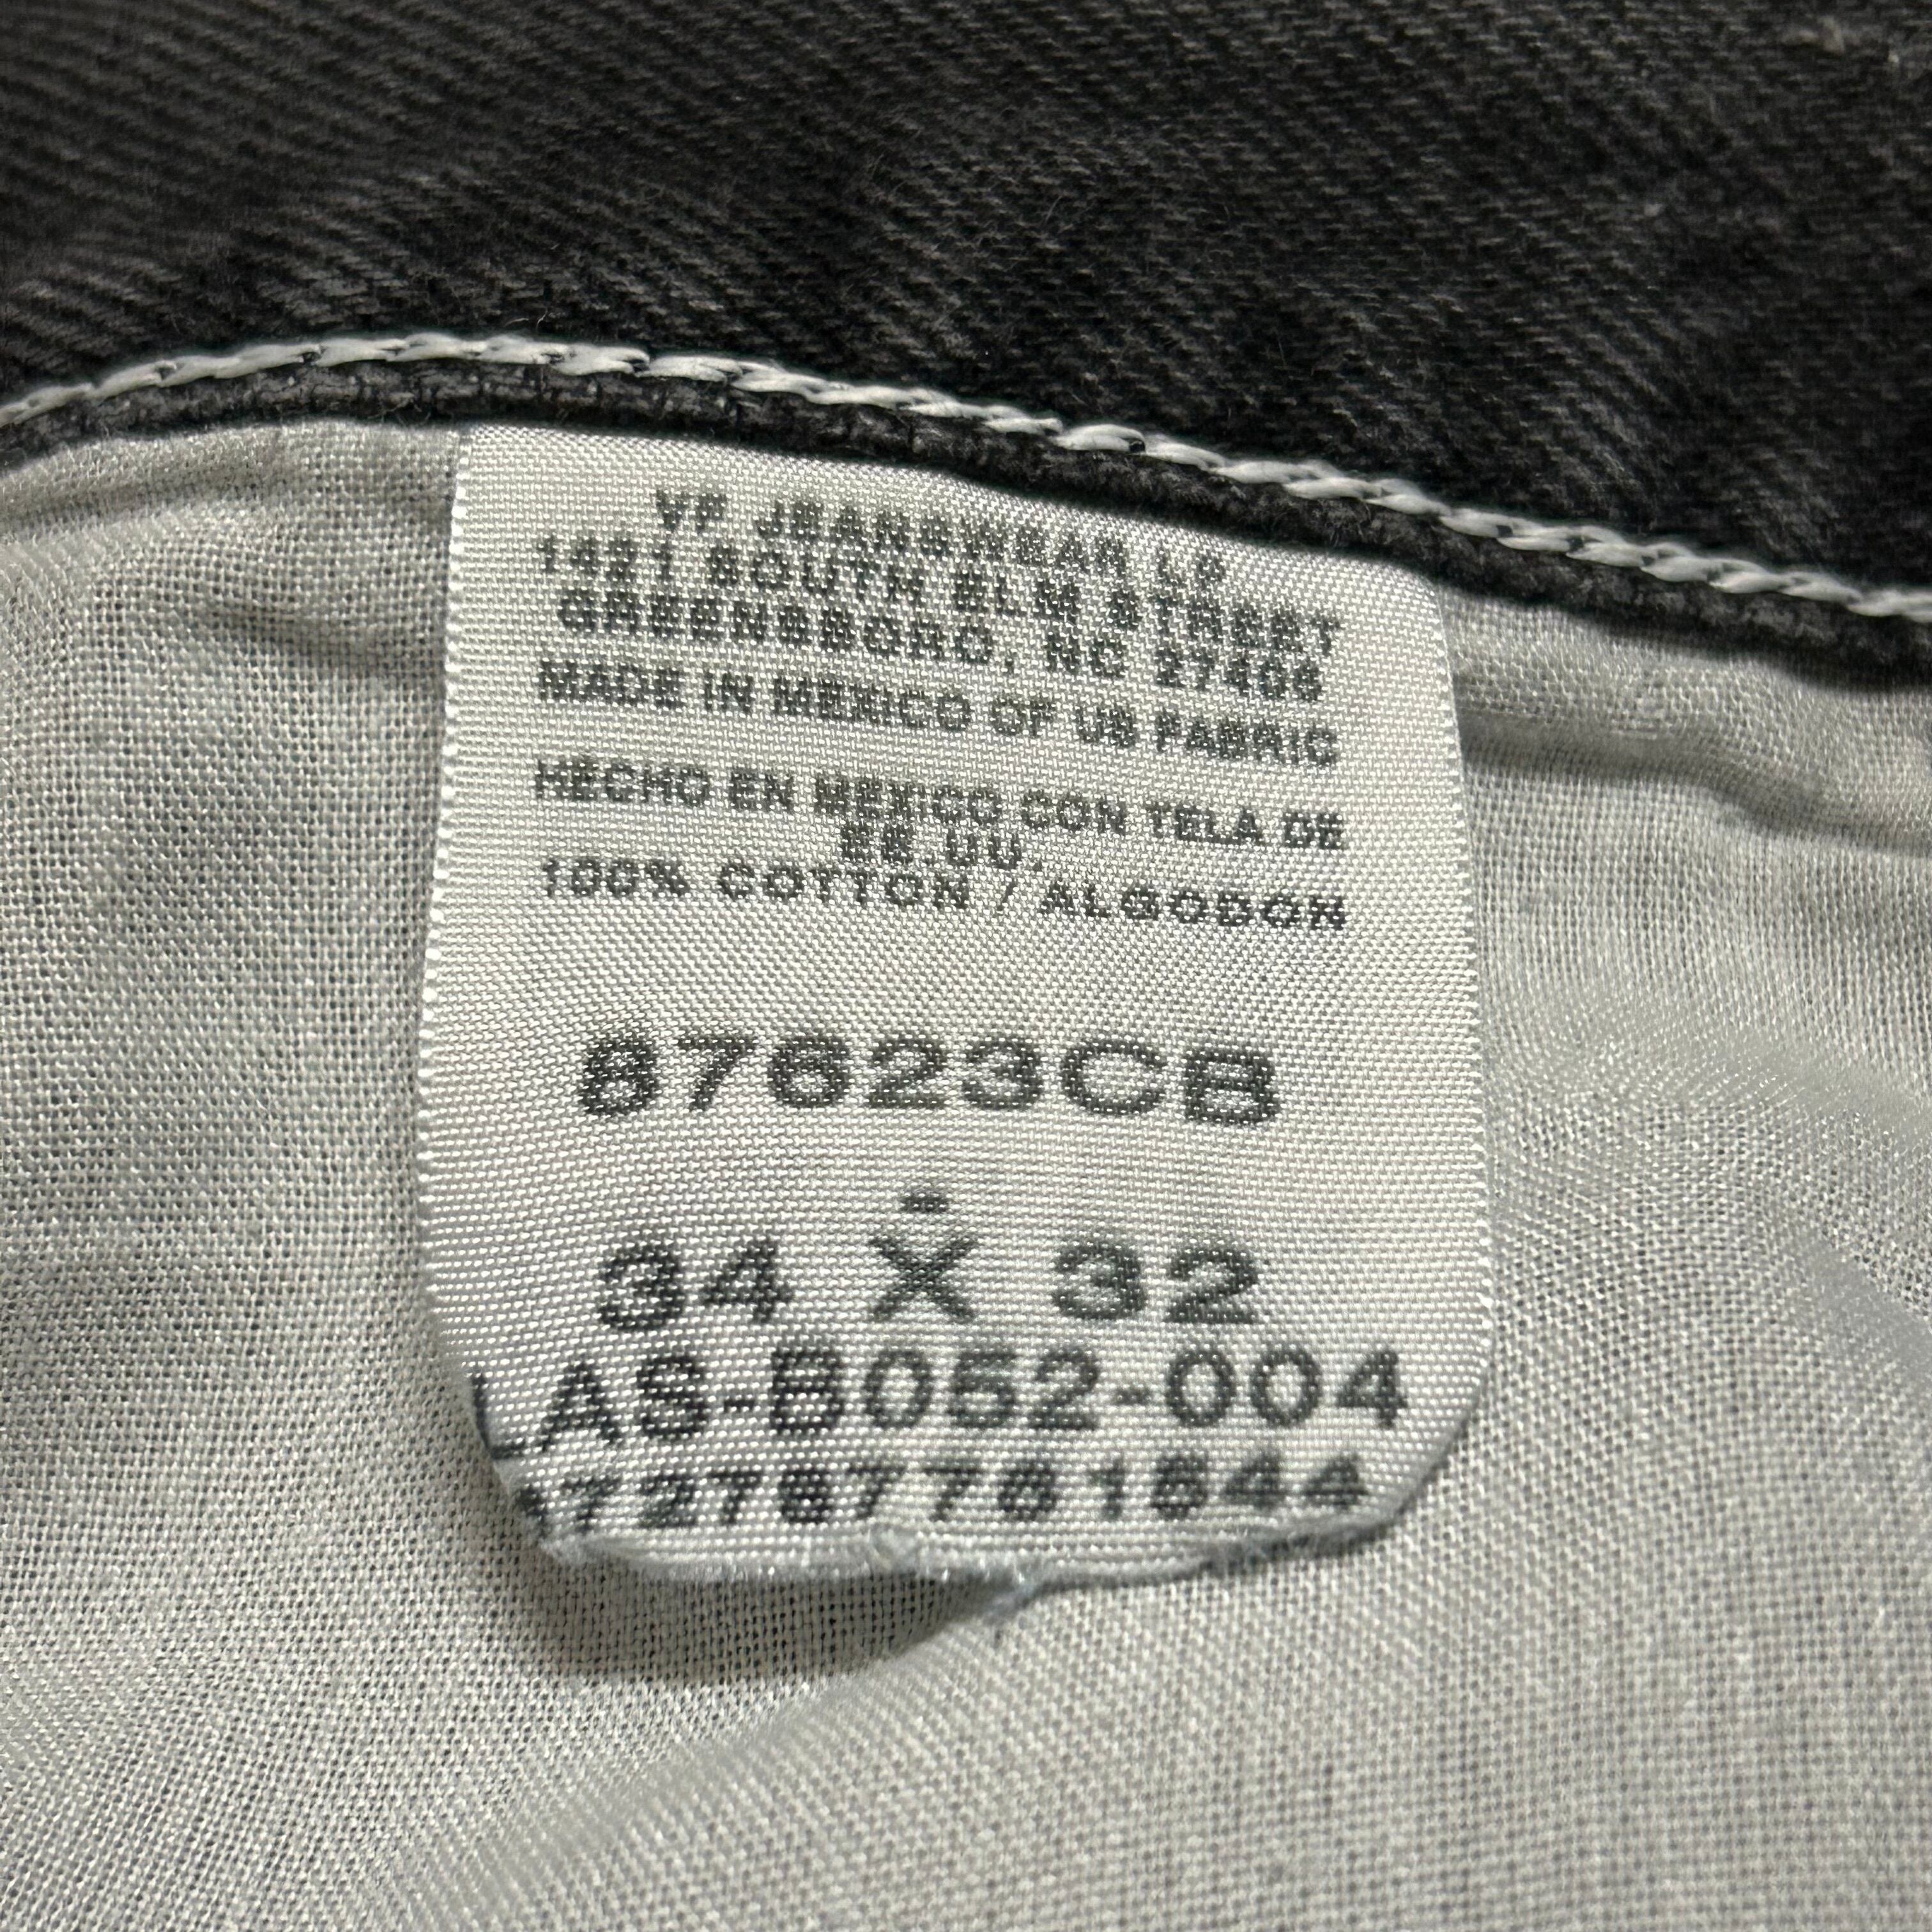 VF JEANSWEAR LP
1421 SOUTH ELM STREET
GREENSBORO, NC 27406
MADE IN MEXICO OF US FABRIC
HECHO EN MEXICO CON TELA DE
EE.UU.
100% COTTON / ALGODON
87623CB
-
34 X 32
LAS-B052-004